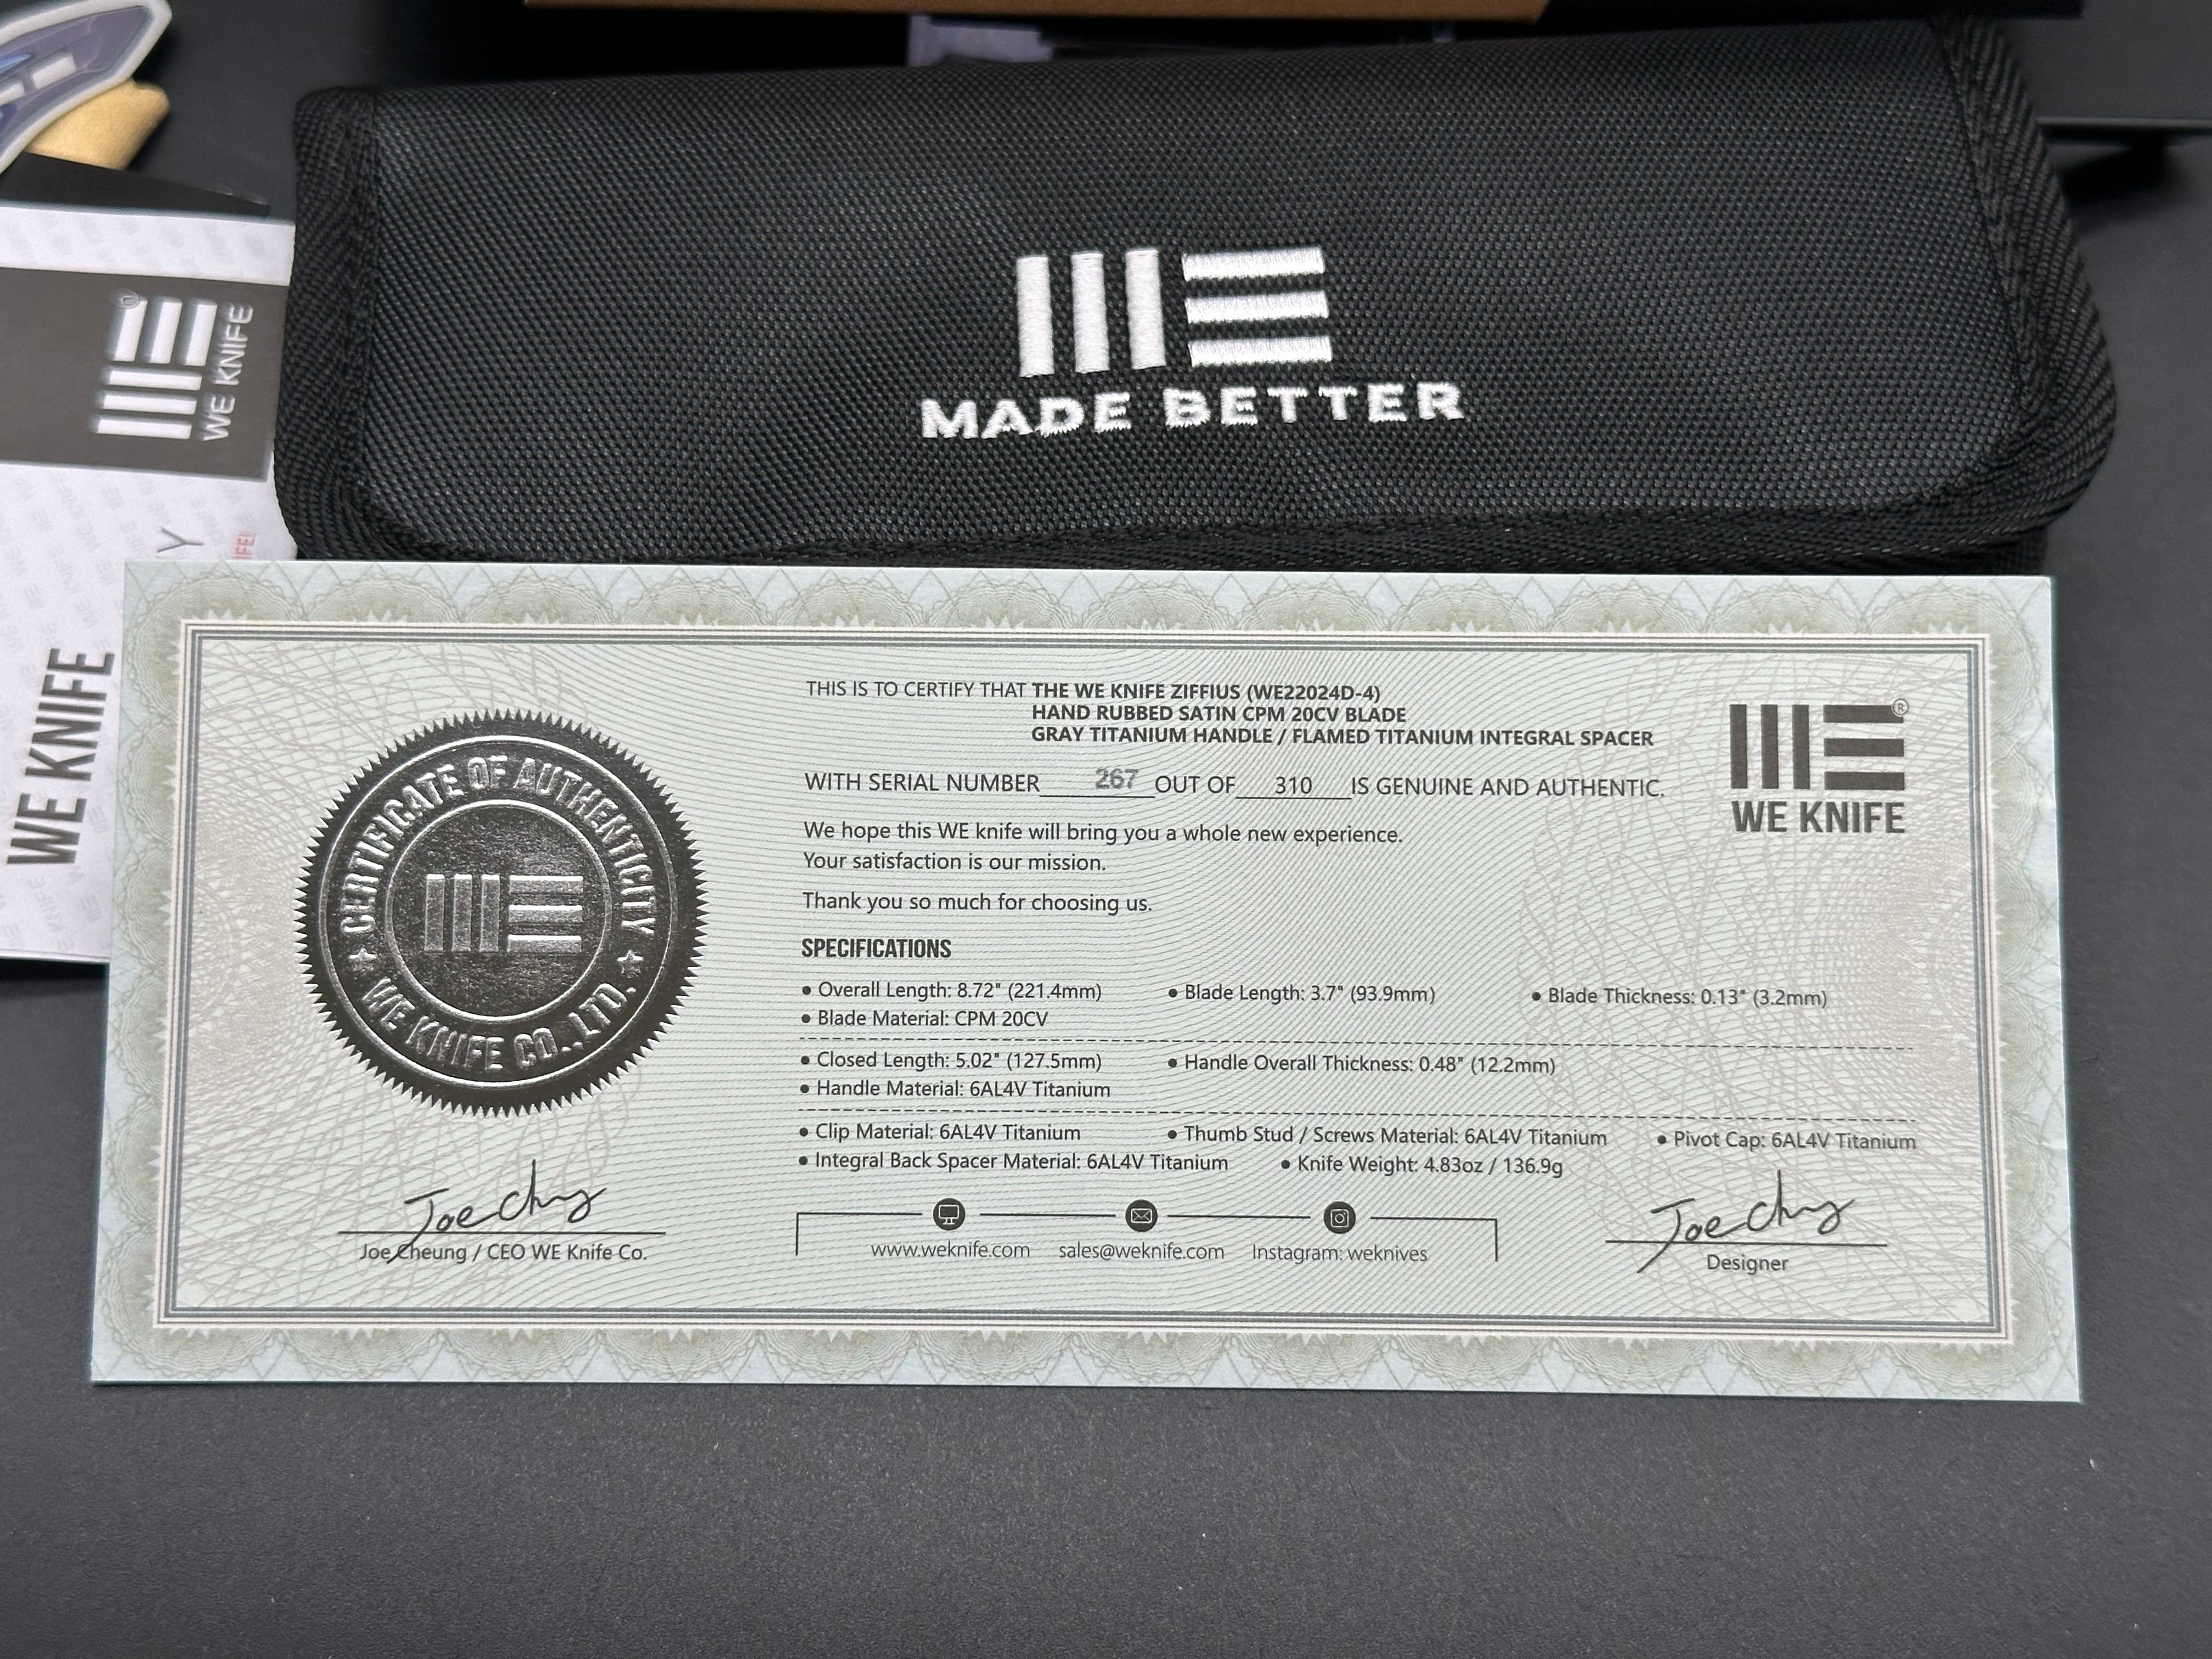 WE
MADE BETTER
WE
®
WE KNIFE
Y
WE KNIFE
THIS IS TO CERTIFY THAT THE WE KNIFE ZIFFIUS (WE22024D-4)
HAND RUBBED SATIN CPM 20CV BLADE
GRAY TITANIUM HANDLE / FLAMED TITANIUM INTEGRAL SPACER
WITH SERIAL NUMBER 267 OUT OF 310 IS GENUINE AND AUTHENTIC.
We hope this WE knife will bring you a whole new experience.
Your satisfaction is our mission.
Thank you so much for choosing us.
WE®
WE KNIFE
CERTIFICATE OF AUTHENTICITY
WE
WE KNIFE CO.,LTD.
SPECIFICATIONS
• Overall Length: 8.72" (221.4mm) • Blade Length: 3.7" (93.9mm) • Blade Thickness: 0.13" (3.2mm)
• Blade Material: CPM 20CV
• Closed Length: 5.02" (127.5mm) • Handle Overall Thickness: 0.48" (12.2mm)
• Handle Material: 6AL4V Titanium
• Clip Material: 6AL4V Titanium • Thumb Stud / Screws Material: 6AL4V Titanium • Pivot Cap: 6AL4V Titanium
• Integral Back Spacer Material: 6AL4V Titanium • Knife Weight: 4.83oz / 136.9g
Joe Cheung / CEO WE Knife Co.
www.weknife.com sales@weknife.com Instagram: weknives
Designer